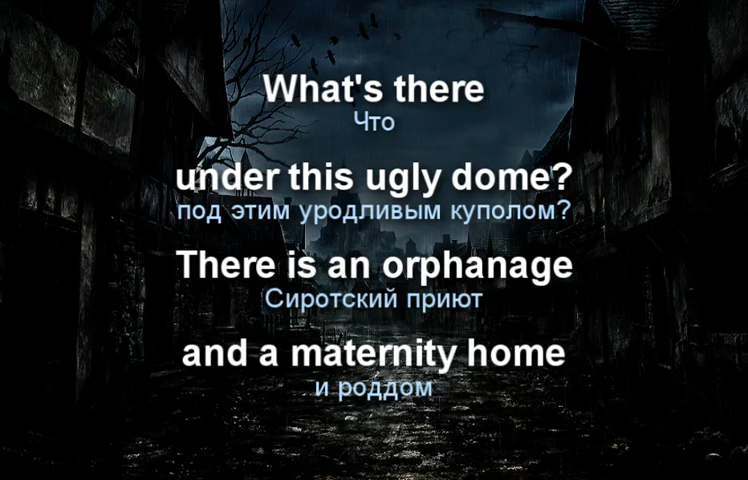 What's there
Что
under this ugly dome?
под этим уродливым куполом?
There is an orphanage
Сиротский приют
and a maternity home
и роддом